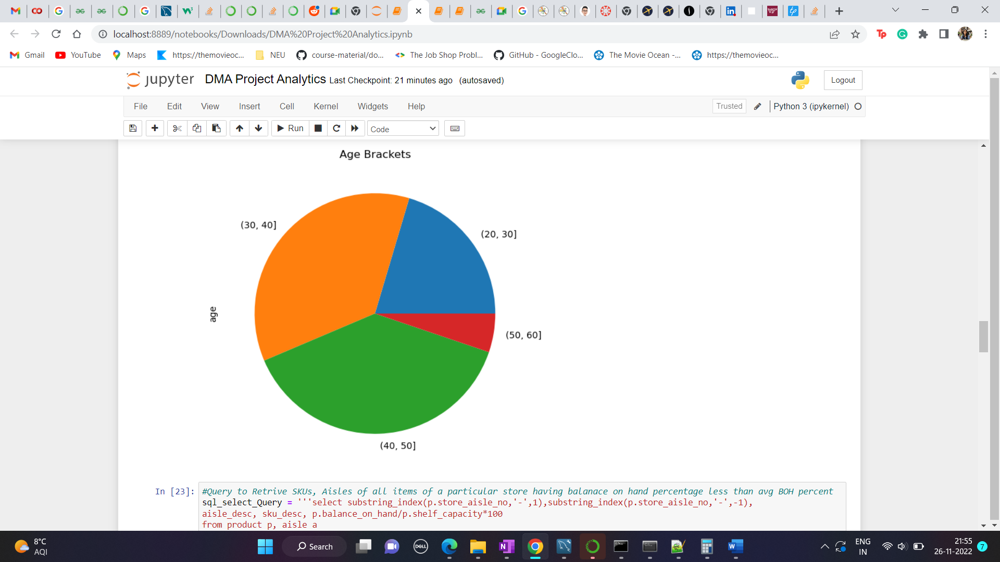 localhost:8889/notebooks/Downloads/DMA%20Project%20Analytics.ipynb
Gmail YouTube Maps https://themovieoc... NEU course-material/do... The Job Shop Probl... GitHub - GoogleClo... The Movie Ocean -... https://themovieoc...
jupyter DMA Project Analytics Last Checkpoint: 21 minutes ago (autosaved) Logout
File Edit View Insert Cell Kernel Widgets Help Trusted Python 3 (ipykernel)
Run Code
Age Brackets
(30, 40]
(20, 30]
age
(50, 60]
(40, 50]
In [23]: #Query to Retrive SKUs, Aisles of all items of a particular store having balanace on hand percentage less than avg BOH percent
sql_select_Query = '''select substring_index(p.store_aisle_no,'-',1),substring_index(p.store_aisle_no,'-',-1),
aisle_desc, sku_desc, p.balance_on_hand/p.shelf_capacity*100
from product p, aisle a
8°C
AQI
Search
DELL
ENG
IN
21:55
26-11-2022
7